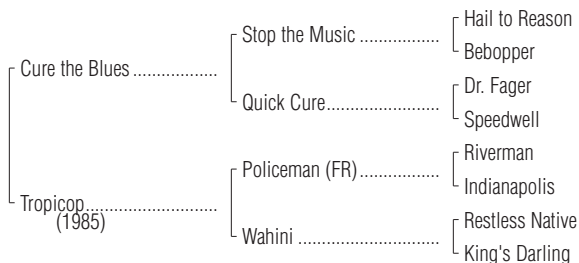 Hail to Reason
Stop the Music ..................
Bebopper
Cure the Blues ...................
Dr. Fager
Quick Cure.........................
Speedwell
Riverman
Policeman (FR)..................
Indianapolis
Tropicop.............................
(1985)
Restless Native
Wahini ...............................
King's Darling